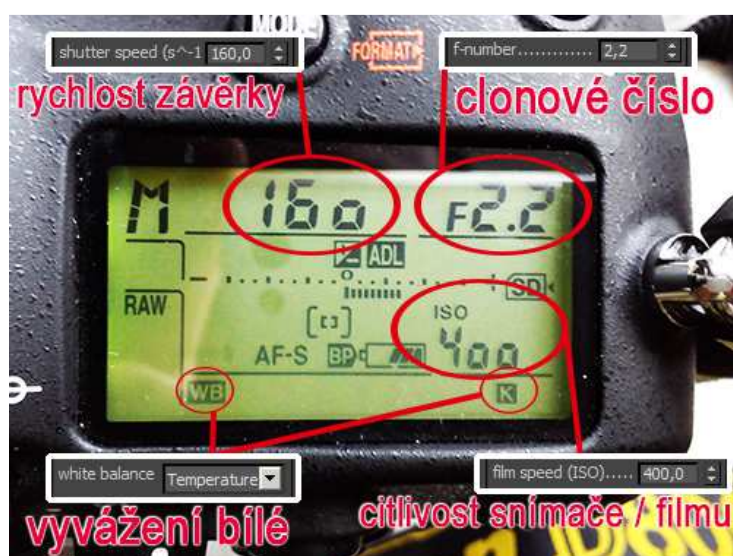 MODE
FORMAT
shutter speed (s^-1 160,0
f-number............. 2,2
rychlost závěrky
clonové číslo
M 160 F2.2
ADL
SD
RAW
ISO
400
AF-S BP
WB K
white balance Temperature
film speed (ISO)..... 400,0
vyvážení bílé
citlivost snímače / filmu